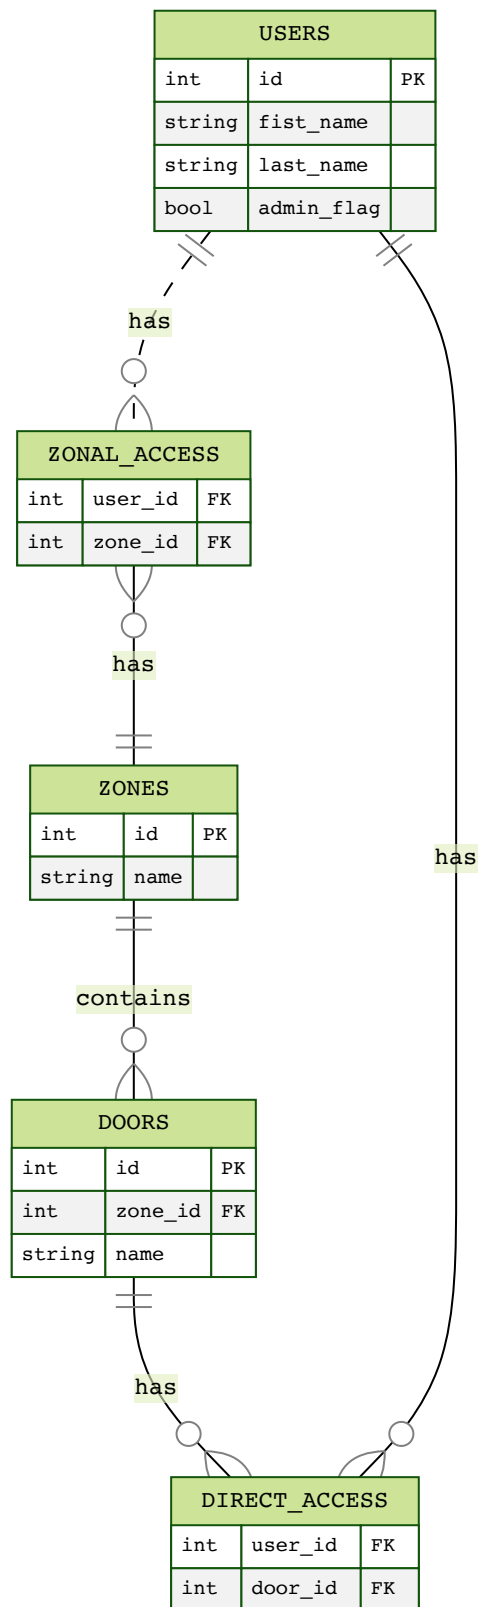 USERS
int id PK
string fist_name
string last_name
bool admin_flag
has
ZONAL_ACCESS
int user_id FK
int zone_id FK
has
ZONES
int id PK
string name
has
contains
DOORS
int id PK
int zone_id FK
string name
has
DIRECT_ACCESS
int user_id FK
int door_id FK